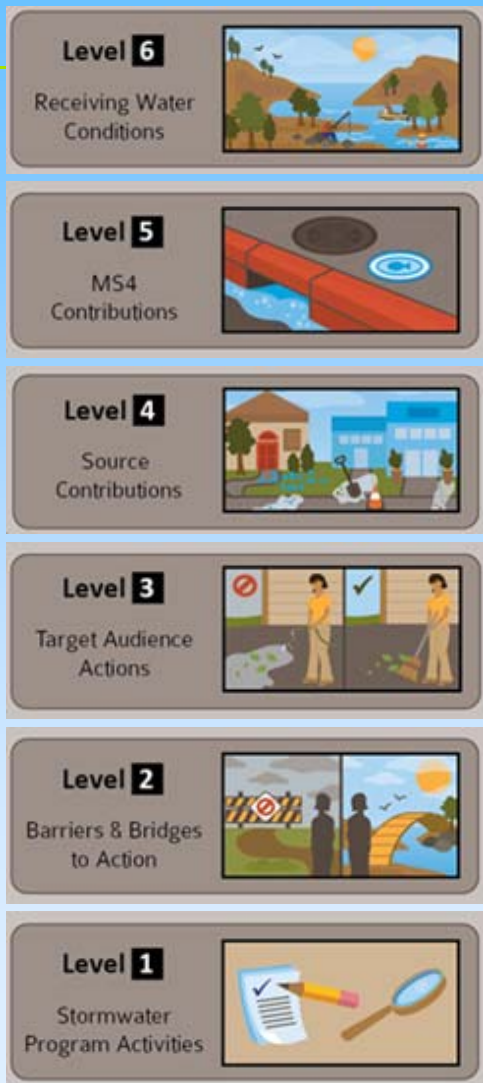 Level 6
Receiving Water
Conditions
Level 5
MS4
Contributions
Level 4
Source
Contributions
Level 3
Target Audience
Actions
Level 2
Barriers & Bridges
to Action
Level 1
Stormwater
Program Activities